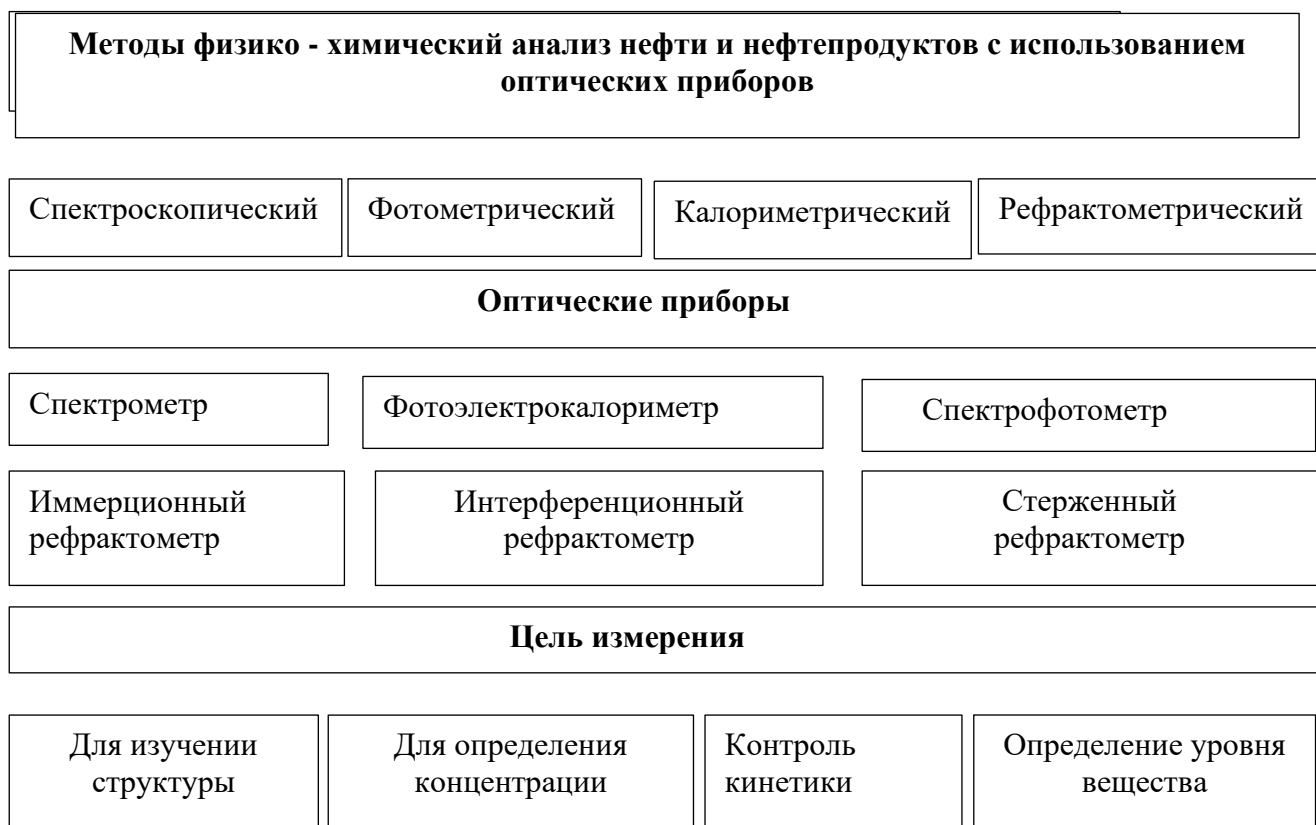 Методы физико - химический анализ нефти и нефтепродуктов с использованием
оптических приборов
Спектроскопический
Фотометрический
Калориметрический
Рефрактометрический
Оптические приборы
Спектрометр
Фотоэлектрокалориметр
Спектрофотометр
Иммерционный
рефрактометр
Интерференционный
рефрактометр
Стерженный
рефрактометр
Цель измерения
Для изучении
структуры
Для определения
концентрации
Контроль
кинетики
Определение уровня
вещества